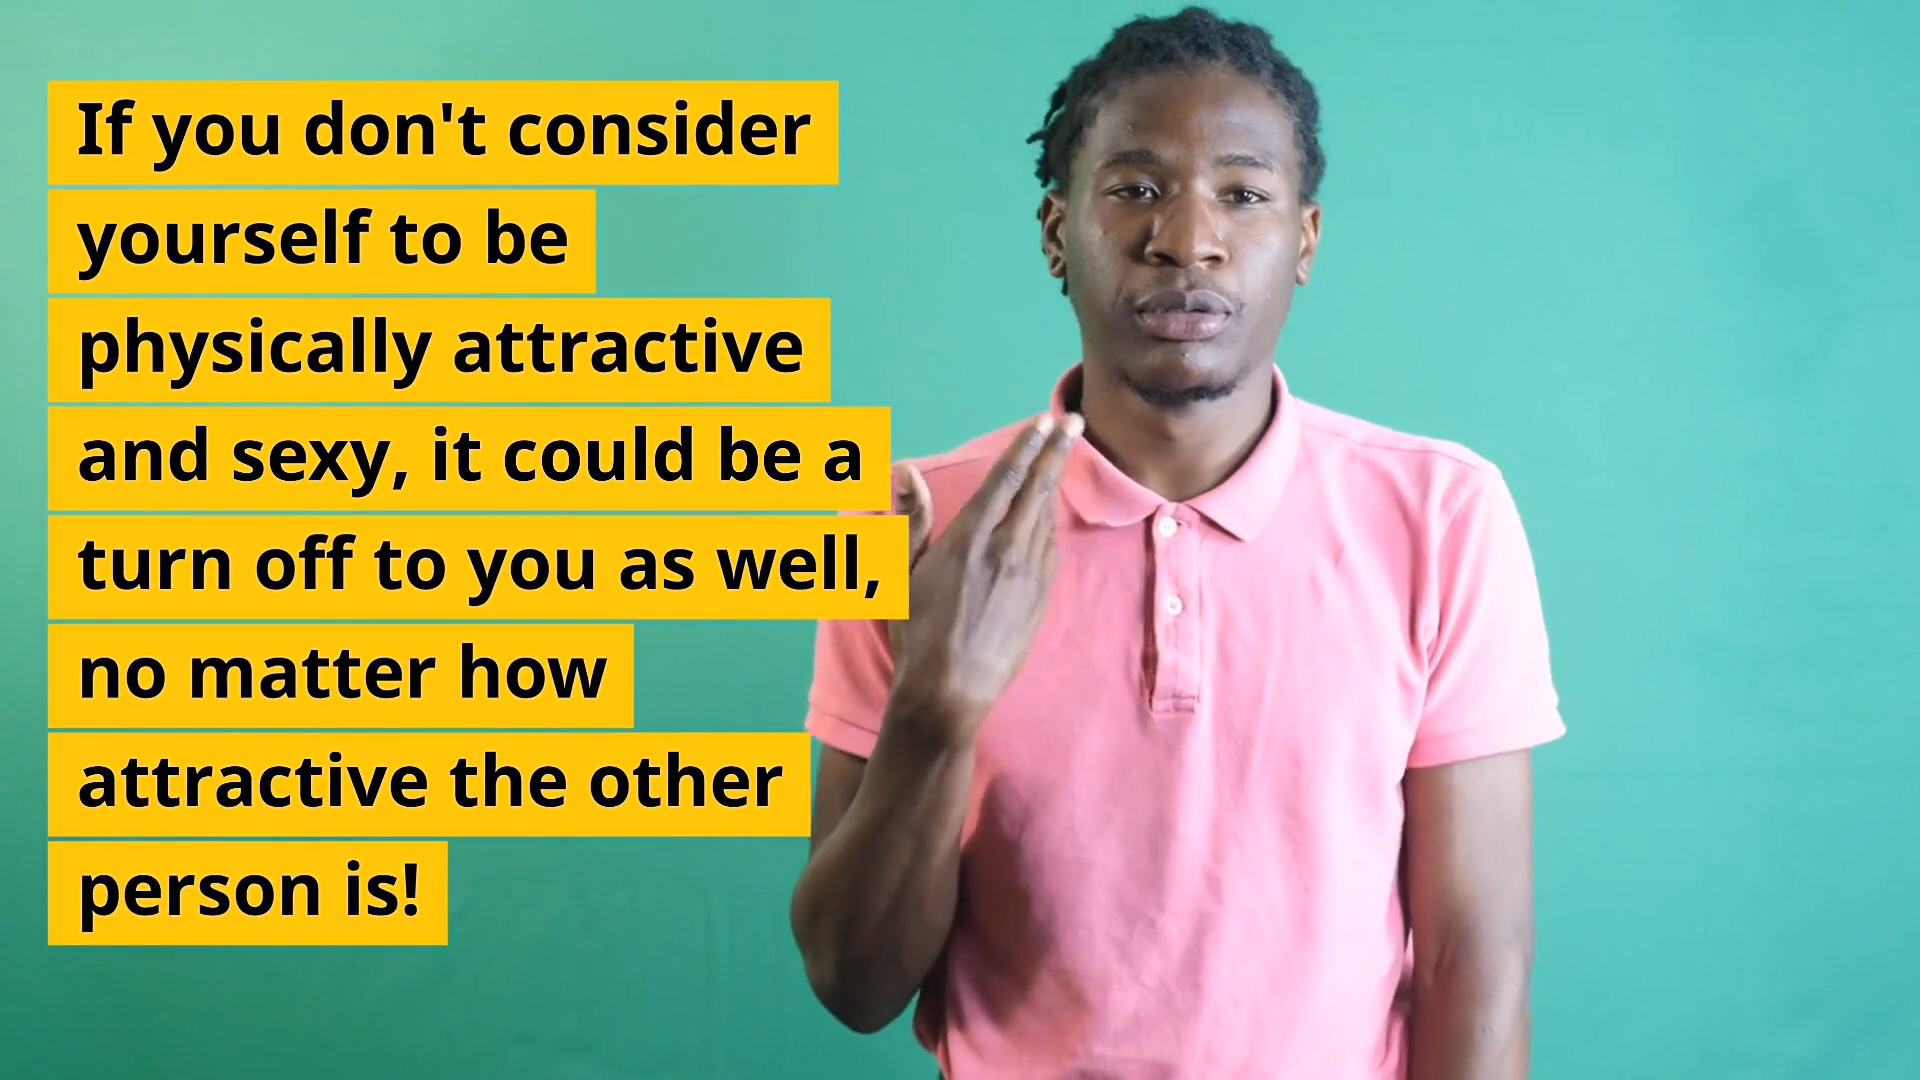 If you don't consider
yourself to be
physically attractive
and sexy, it could be a
turn off to you as well,
no matter how
attractive the other
person is!